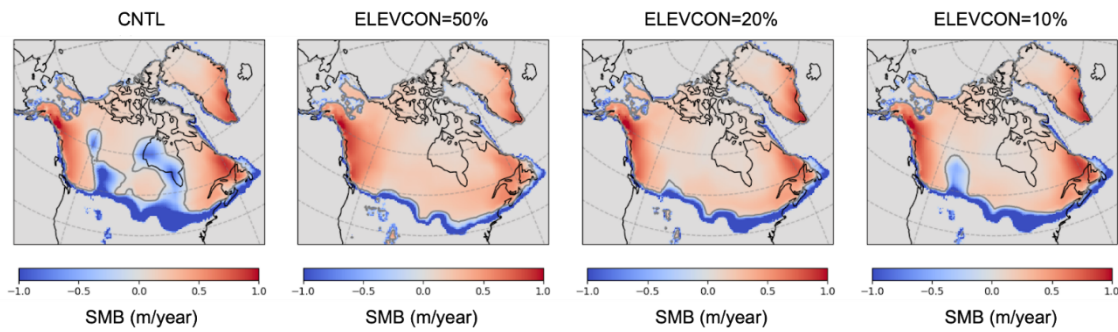 CNTL ELEVCON=50% ELEVCON=20% ELEVCON=10%
−1.0 −0.5 0.0 0.5 1.0 −1.0 −0.5 0.0 0.5 1.0 −1.0 −0.5 0.0 0.5 1.0 −1.0 −0.5 0.0 0.5 1.0
SMB (m/year) SMB (m/year) SMB (m/year) SMB (m/year)